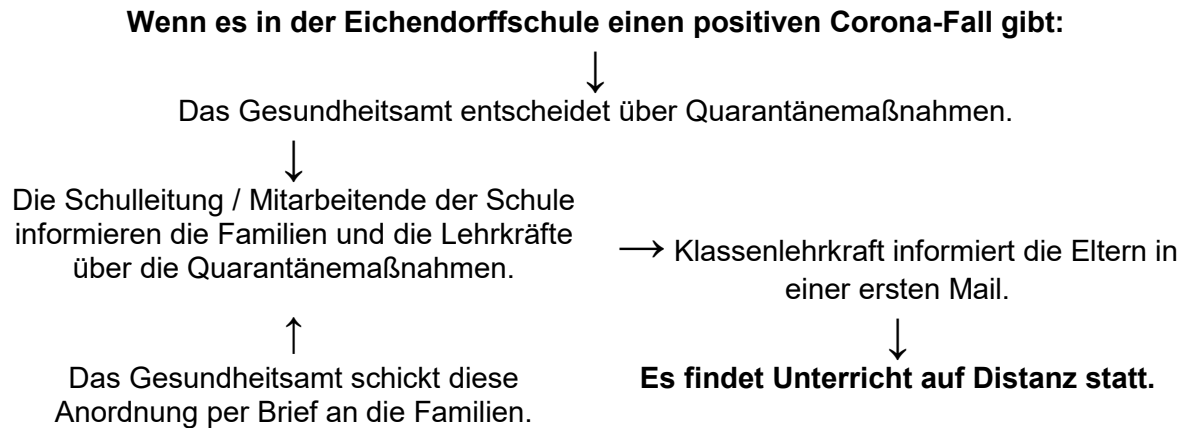 Wenn es in der Eichendorffschule einen positiven Corona-Fall gibt:
↓
Das Gesundheitsamt entscheidet über Quarantänemaßnahmen.
↓
Die Schulleitung / Mitarbeitende der Schule
informieren die Familien und die Lehrkräfte
über die Quarantänemaßnahmen.
→ Klassenlehrkraft informiert die Eltern in
einer ersten Mail.
↑
↓
Das Gesundheitsamt schickt diese
Anordnung per Brief an die Familien.
Es findet Unterricht auf Distanz statt.